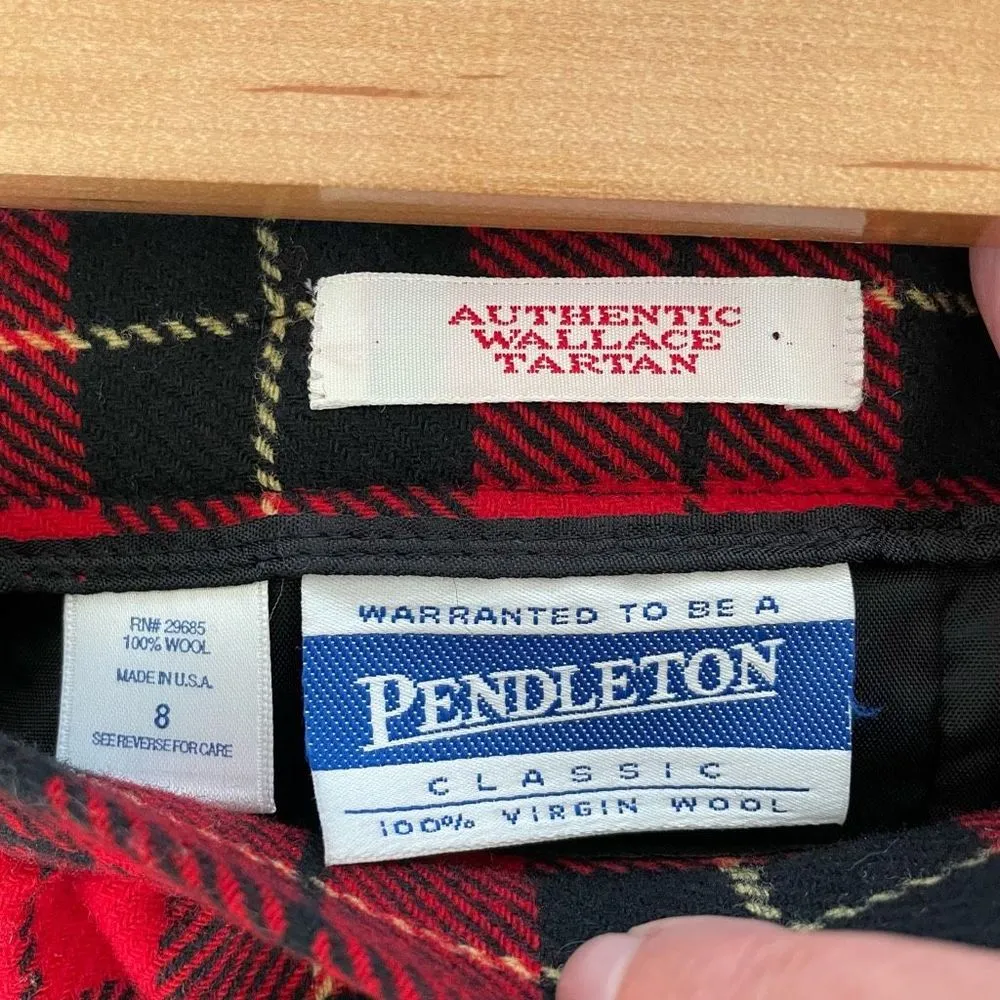 AUTHENTIC
WALLACE
TARTAN
RN# 29685
100% WOOL
MADE IN U.S.A.
8
SEE REVERSE FOR CARE
WARRANTED TO BE A
PENDLETON
CLASSIC
100% VIRGIN WOOL